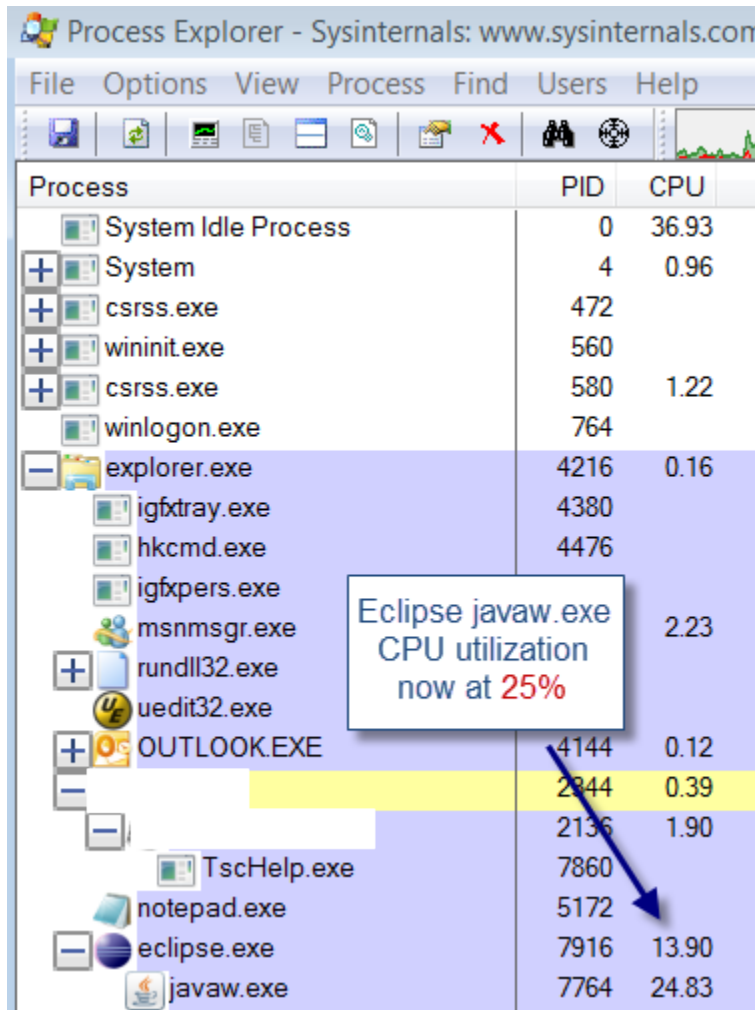 Process Explorer - Sysinternals: www.sysinternals.com
File Options View Process Find Users Help
Process PID CPU
System Idle Process 0 36.93
System 4 0.96
csrss.exe 472
wininit.exe 560
csrss.exe 580 1.22
winlogon.exe 764
explorer.exe 4216 0.16
igfxtray.exe 4380
hkcmd.exe 4476
igfxpers.exe
msnmsgr.exe 2.23
rundll32.exe
uedit32.exe
Eclipse javaw.exe
CPU utilization
now at 25%
OUTLOOK.EXE 4144 0.12
2344 0.39
2136 1.90
TscHelp.exe 7860
notepad.exe 5172
eclipse.exe 7916 13.90
javaw.exe 7764 24.83